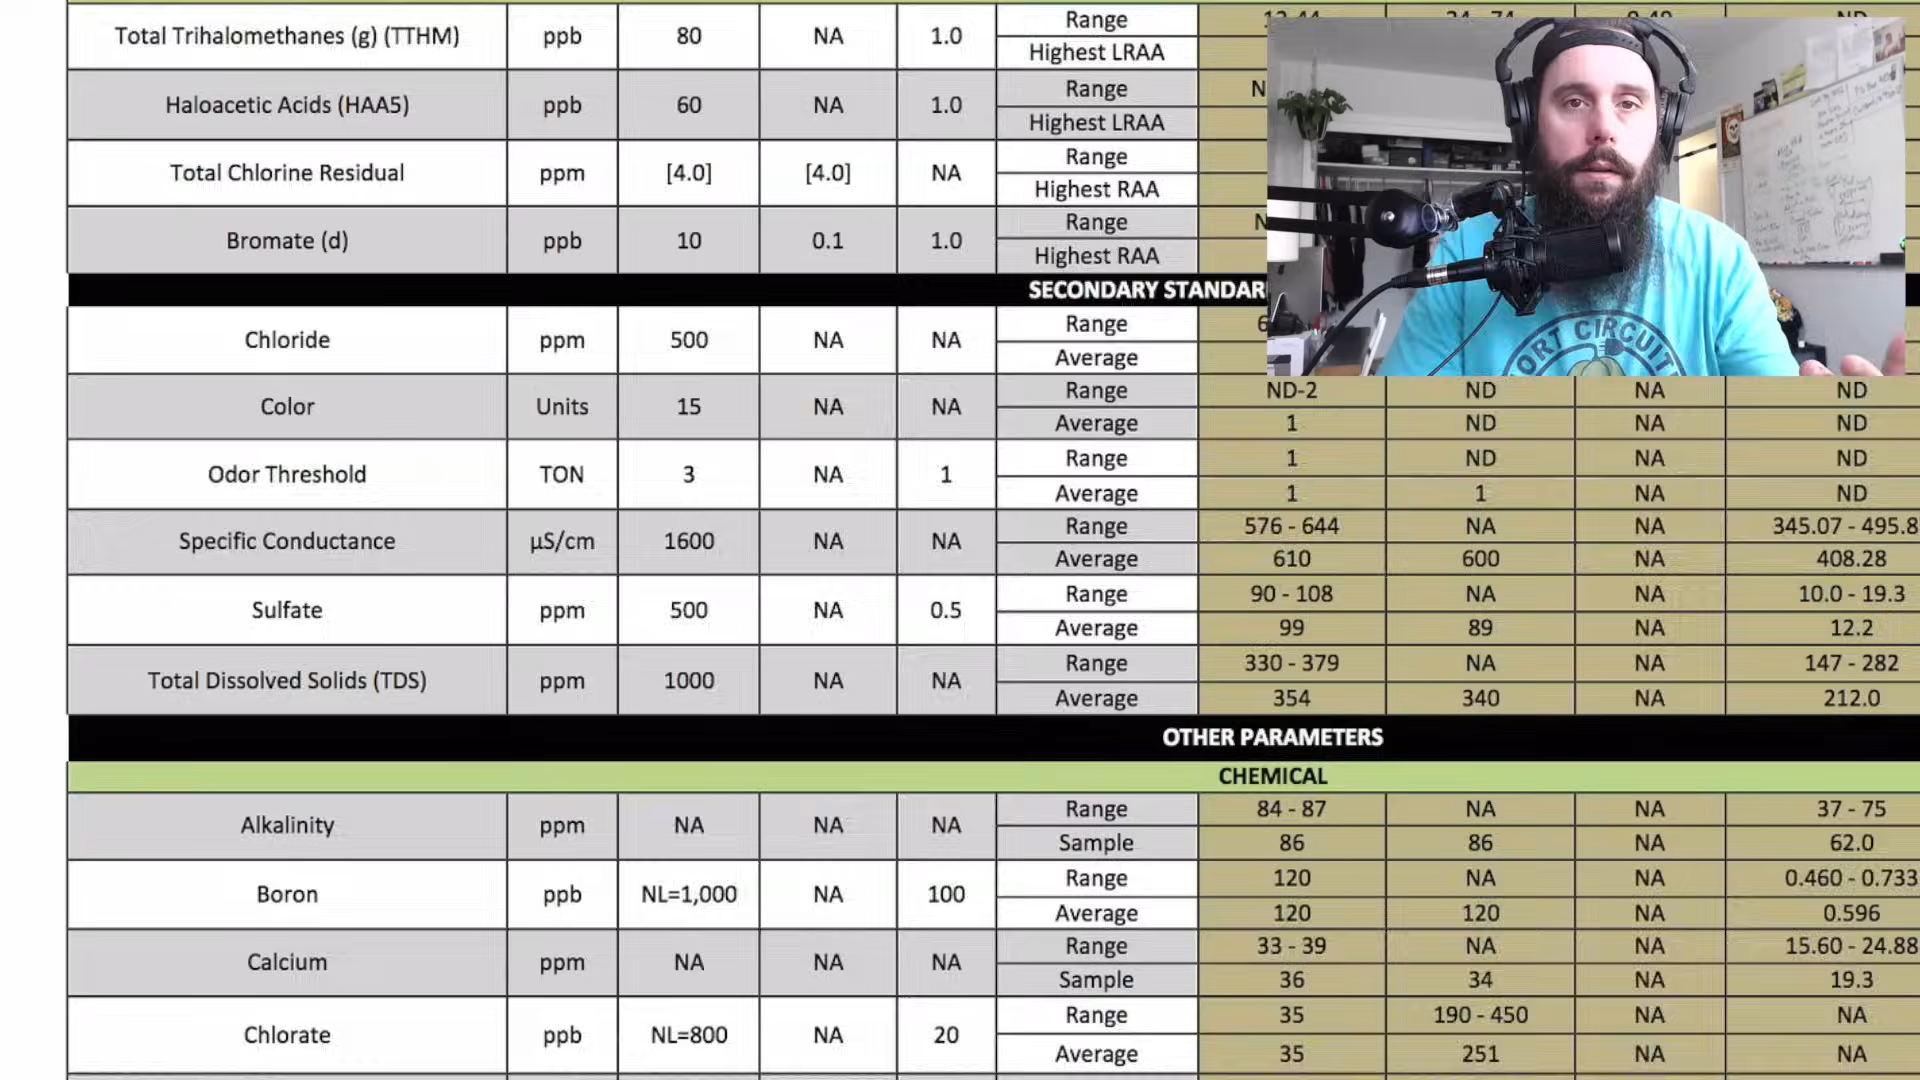 Total Trihalomethanes (g) (TTHM) ppb 80 NA 1.0 Range
Highest LRAA
Haloacetic Acids (HAA5) ppb 60 NA 1.0 Range
Highest LRAA
Total Chlorine Residual ppm [4.0] [4.0] NA Range
Highest RAA
Bromate (d) ppb 10 0.1 1.0 Range
Highest RAA
SECONDARY STANDAR
Chloride ppm 500 NA NA Range
Average
Color Units 15 NA NA Range ND-2 ND NA ND
Average 1 ND NA ND
Odor Threshold TON 3 NA 1 Range 1 ND NA ND
Average 1 1 NA ND
Specific Conductance µS/cm 1600 NA NA Range 576 - 644 NA NA 345.07 - 495.8
Average 610 600 NA 408.28
Sulfate ppm 500 NA 0.5 Range 90 - 108 NA NA 10.0 - 19.3
Average 99 89 NA 12.2
Total Dissolved Solids (TDS) ppm 1000 NA NA Range 330 - 379 NA NA 147 - 282
Average 354 340 NA 212.0
OTHER PARAMETERS
CHEMICAL
Alkalinity ppm NA NA NA Range 84 - 87 NA NA 37 - 75
Sample 86 86 NA 62.0
Boron ppb NL=1,000 NA 100 Range 120 NA NA 0.460 - 0.733
Average 120 120 NA 0.596
Calcium ppm NA NA NA Range 33 - 39 NA NA 15.60 - 24.88
Sample 36 34 NA 19.3
Chlorate ppb NL=800 NA 20 Range 35 190 - 450 NA NA
Average 35 251 NA NA
ORT CIRCUIT